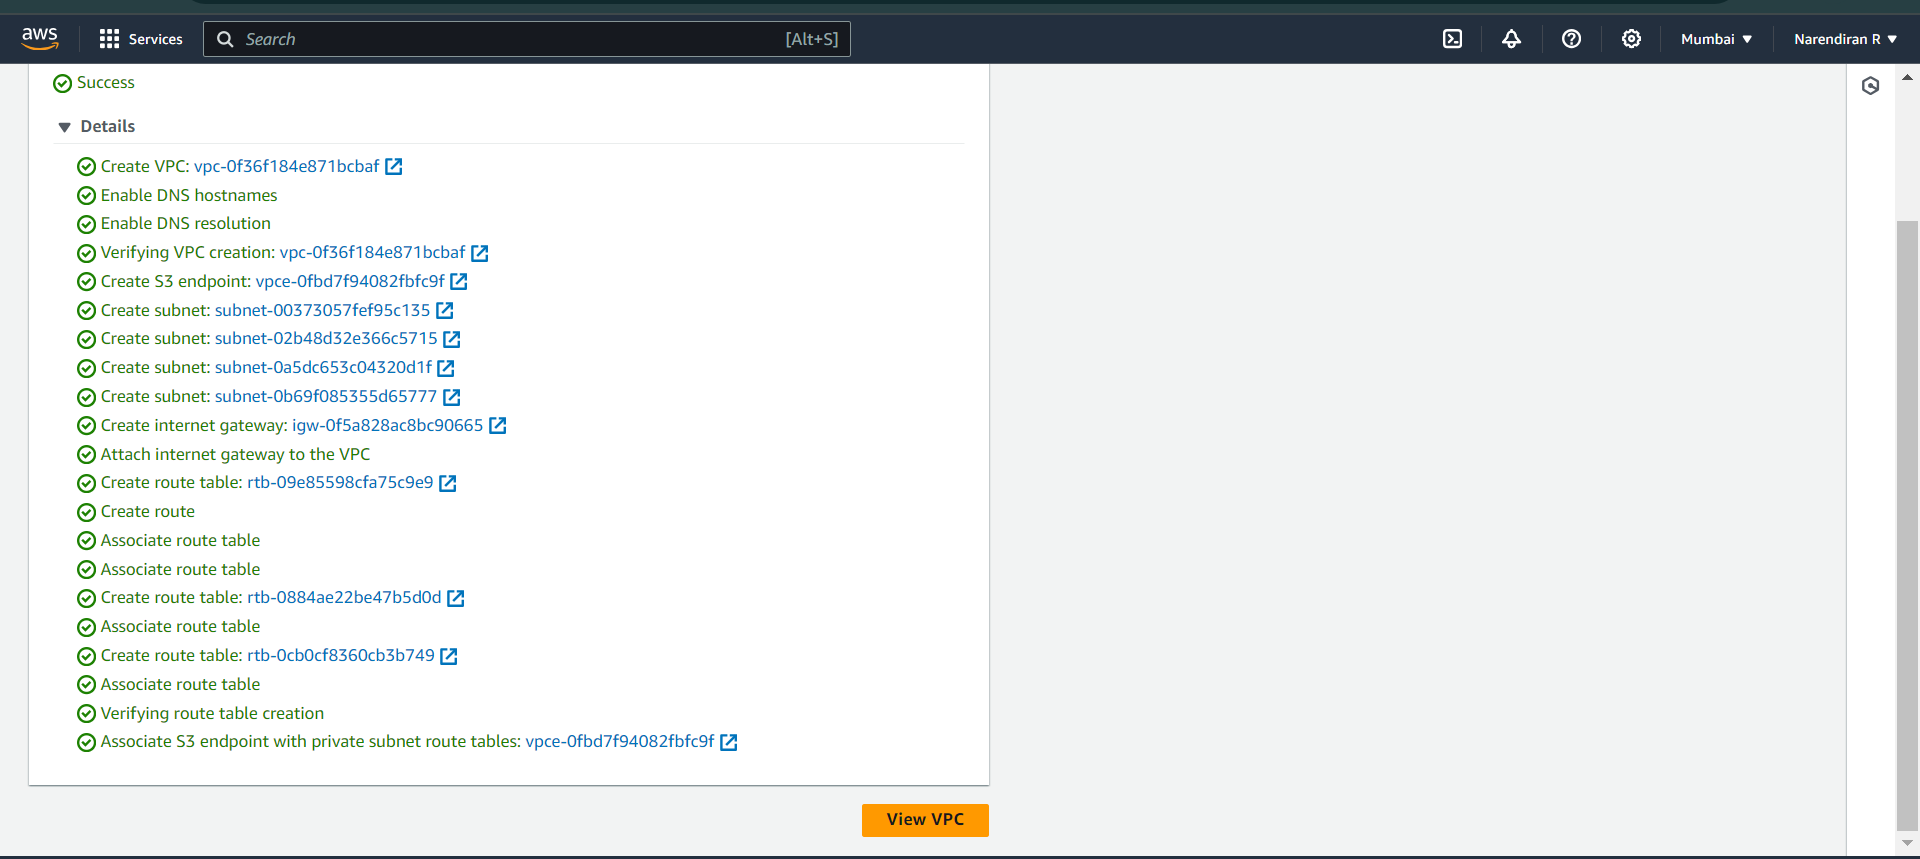 aws Services Search [Alt+S] Mumbai Narendiran R
Success
Details
Create VPC: vpc-0f36f184e871bcbaf
Enable DNS hostnames
Enable DNS resolution
Verifying VPC creation: vpc-0f36f184e871bcbaf
Create S3 endpoint: vpce-0fbd7f94082fbfc9f
Create subnet: subnet-00373057fef95c135
Create subnet: subnet-02b48d32e366c5715
Create subnet: subnet-0a5dc653c04320d1f
Create subnet: subnet-0b69f085355d65777
Create internet gateway: igw-0f5a828ac8bc90665
Attach internet gateway to the VPC
Create route table: rtb-09e85598cfa75c9e9
Create route
Associate route table
Associate route table
Create route table: rtb-0884ae22be47b5d0d
Associate route table
Create route table: rtb-0cb0cf8360cb3b749
Associate route table
Verifying route table creation
Associate S3 endpoint with private subnet route tables: vpce-0fbd7f94082fbfc9f
View VPC